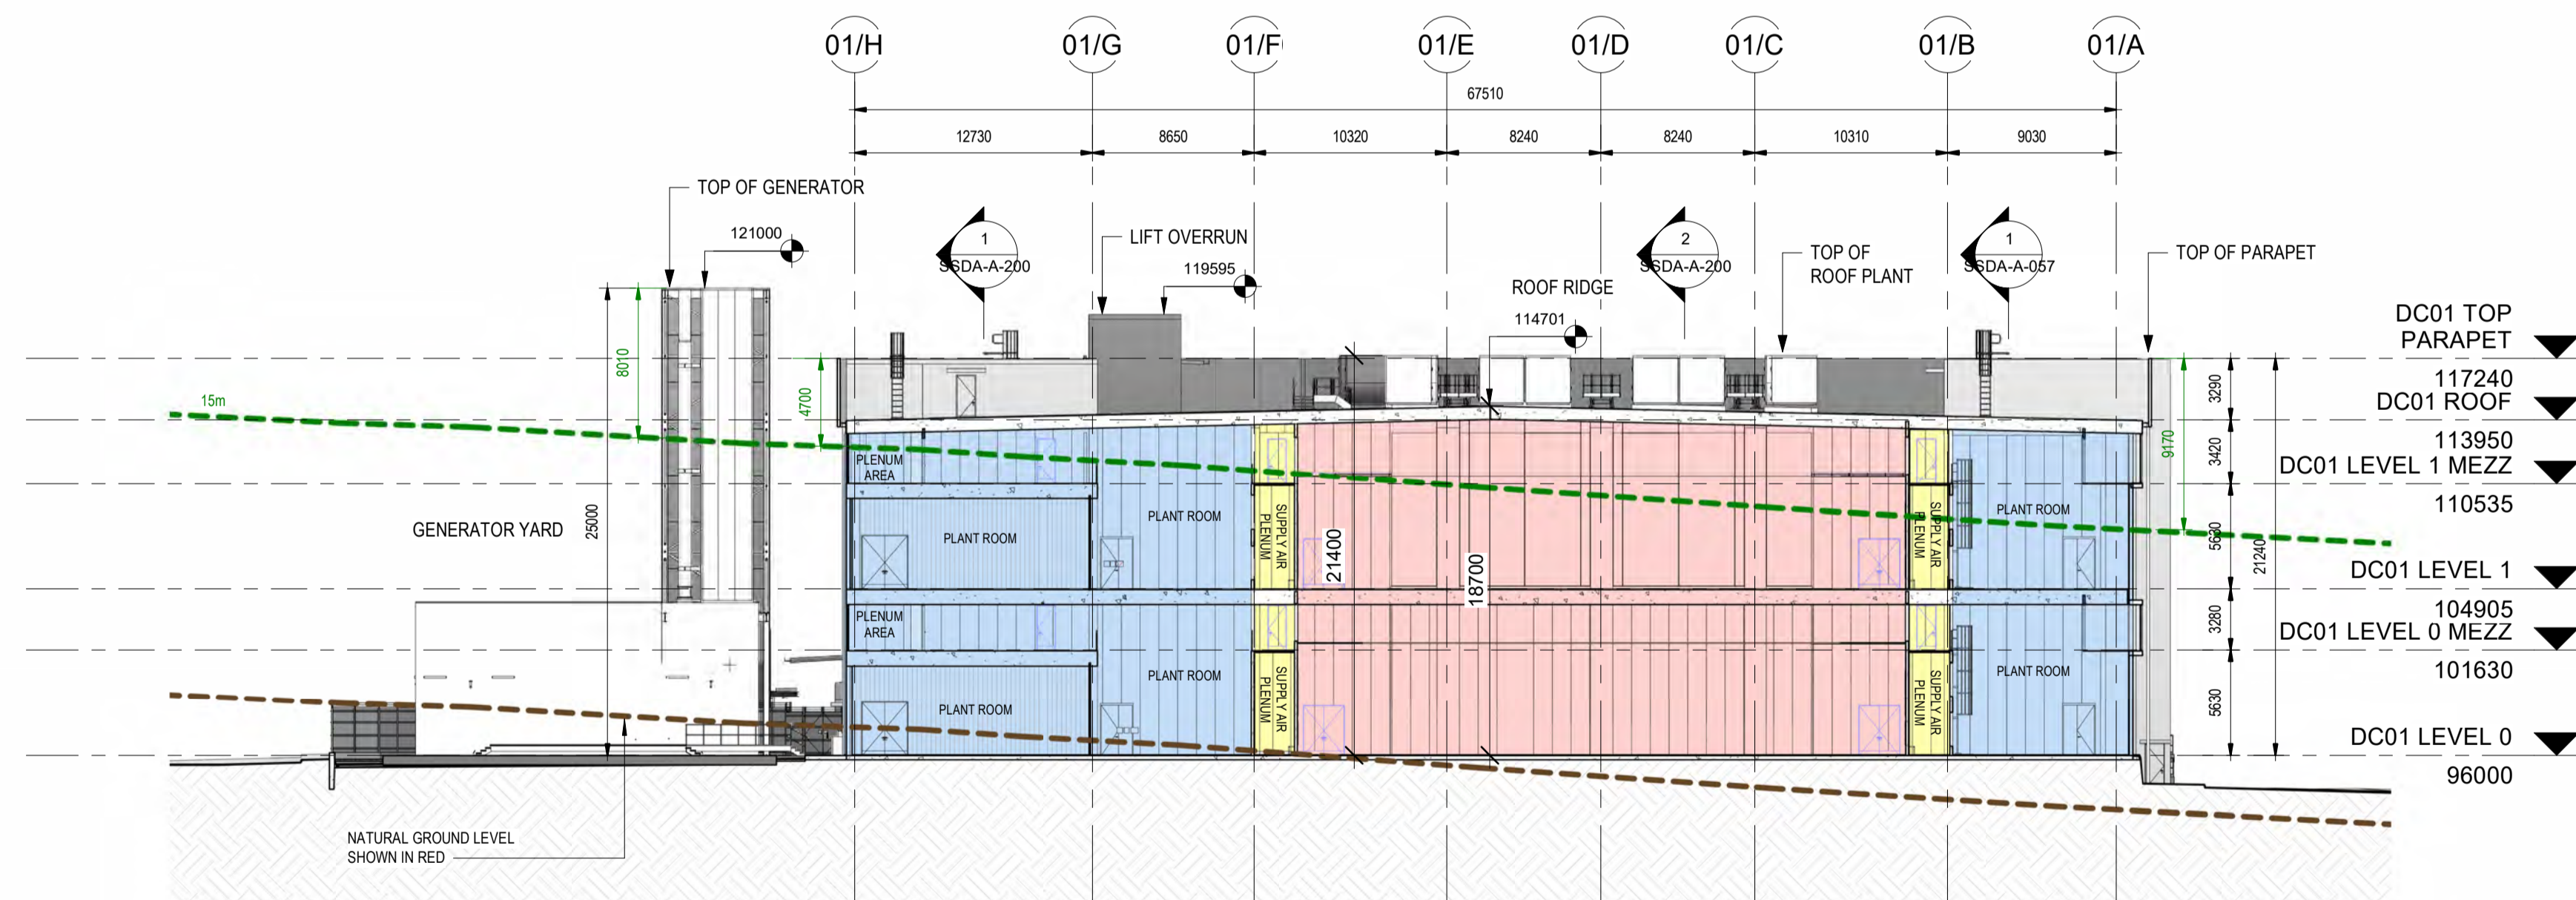 01/H 01/G 01/F 01/E 01/D 01/C 01/B 01/A
67510
12730 8650 10320 8240 8240 10310 9030
TOP OF GENERATOR
121000
1
SSDA-A-200
LIFT OVERRUN
119595
ROOF RIDGE
114701
2
SSDA-A-200
TOP OF
ROOF PLANT
1
SSDA-A-057
TOP OF PARAPET
DC01 TOP
PARAPET
117240
DC01 ROOF
113950
DC01 LEVEL 1 MEZZ
110535
DC01 LEVEL 1
104905
DC01 LEVEL 0 MEZZ
101630
DC01 LEVEL 0
96000
3290
3420
5630
3280
5630
21240
9170
15m
8010
4700
25000
GENERATOR YARD
PLENUM
AREA
PLANT ROOM
PLANT ROOM
SUPPLY AIR
PLENUM
21400
18700
SUPPLY AIR
PLENUM
PLANT ROOM
PLENUM
AREA
PLANT ROOM
PLANT ROOM
SUPPLY AIR
PLENUM
SUPPLY AIR
PLENUM
PLANT ROOM
NATURAL GROUND LEVEL
SHOWN IN RED